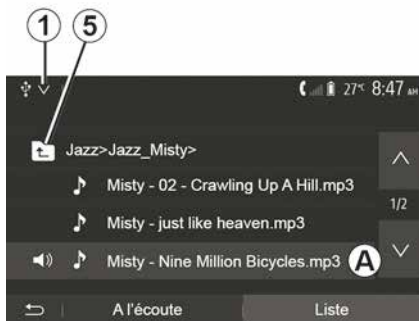 1 5
27°C 8:47 AM
Jazz>Jazz_Misty>
Misty - 02 - Crawling Up A Hill.mp3
Misty - just like heaven.mp3
1/2
Misty - Nine Million Bicycles.mp3 A
A l'écoute Liste